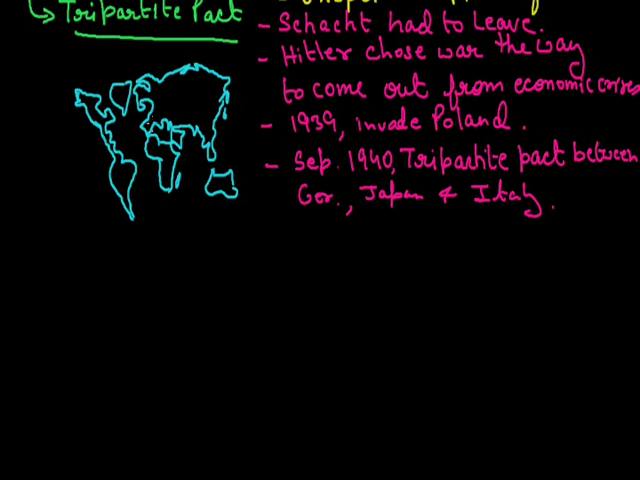 ↳ Tripartite Pact
- Schacht had to leave.
- Hitler chose war the way
to come out from economic crises
- 1939, invade Poland.
- Sep. 1940, Tripartite pact between
Ger., Japan & Italy.